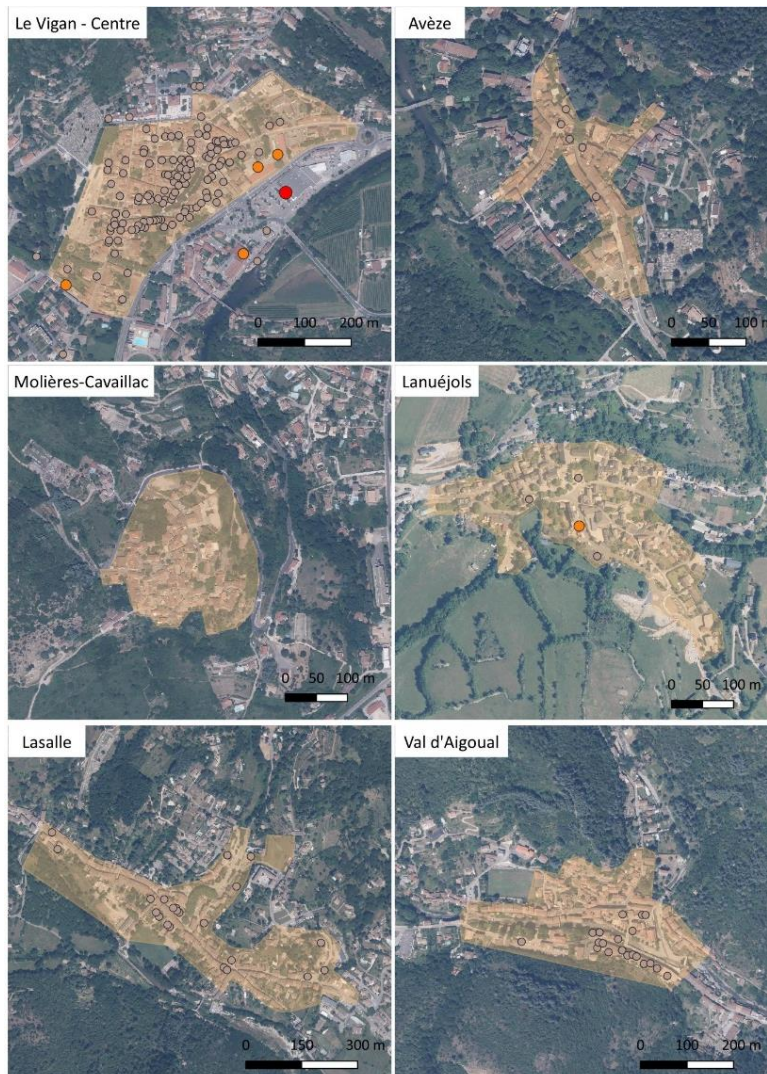 Le Vigan - Centre
Avèze
0 100 200 m
0 50 100 m
Molières-Cavaillac
Lanuéjols
0 50 100 m
0 50 100 m
Lasalle
Val d'Aigoual
0 150 300 m
0 100 200 m